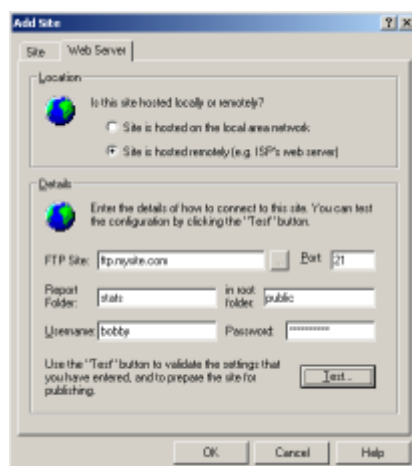 Add Site
Site
Web Server
Location
Is this site hosted locally or remotely?
Site is hosted on the local area network
Site is hosted remotely (e.g. ISP's web server)
Details
Enter the details of how to connect to this site. You can test
the configuration by clicking the "Test" button.
FTP Site: ftp.mysite.com ... Port: 21
Report Folder: stats in root folder: public
Username: bobby Password: **********
Use the "Test" button to validate the settings that
you have entered, and to prepare the site for
publishing.
Test...
OK Cancel Help